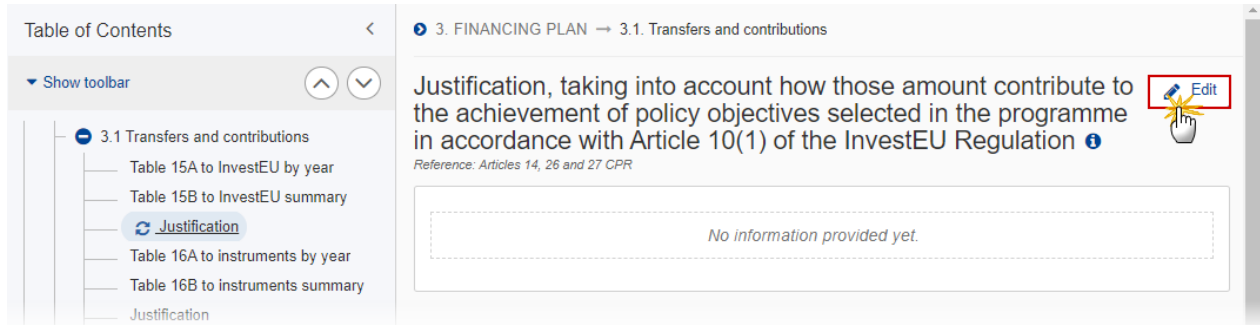 Table of Contents
Show toolbar
3.1 Transfers and contributions
Table 15A to InvestEU by year
Table 15B to InvestEU summary
Justification
Table 16A to instruments by year
Table 16B to instruments summary
Justification
3. FINANCING PLAN → 3.1. Transfers and contributions
Justification, taking into account how those amount contribute to
the achievement of policy objectives selected in the programme
in accordance with Article 10(1) of the InvestEU Regulation
Reference: Articles 14, 26 and 27 CPR
Edit
No information provided yet.